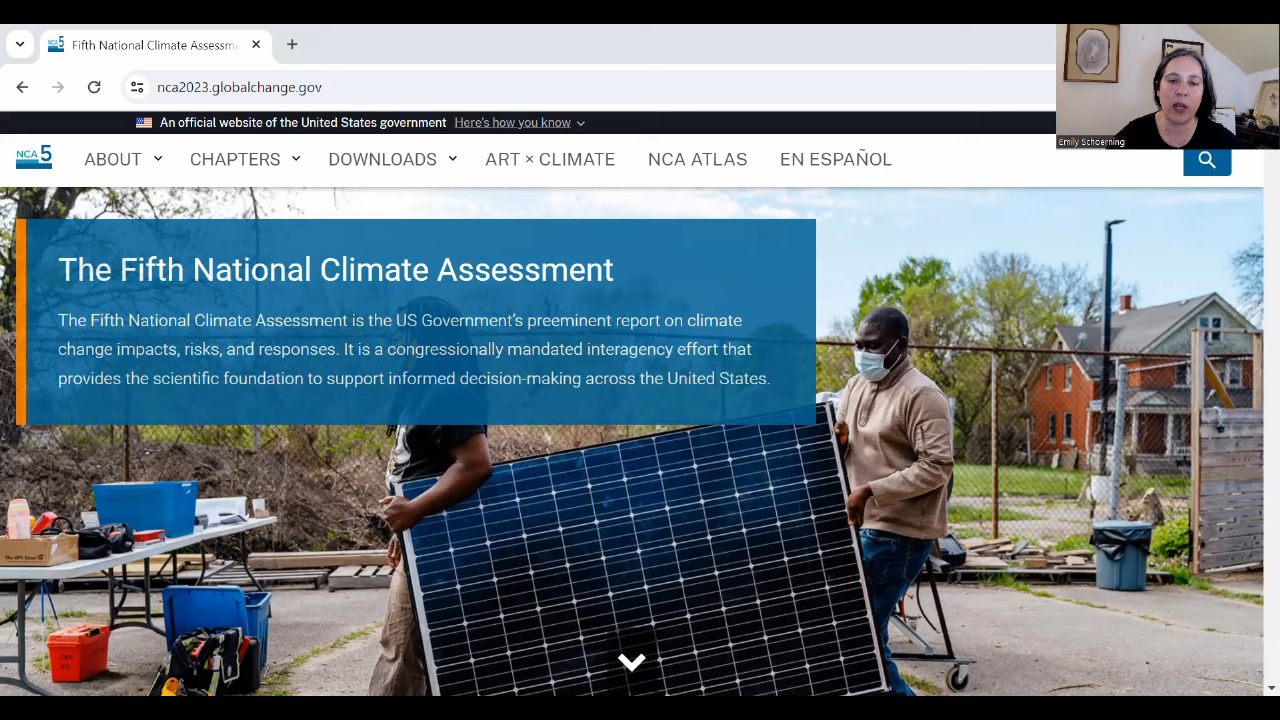 Fifth National Climate Assessm
nca2023.globalchange.gov
Emily Schoerning
An official website of the United States government Here's how you know
NCA 5
ABOUT CHAPTERS DOWNLOADS ART × CLIMATE NCA ATLAS EN ESPAÑOL
The Fifth National Climate Assessment
The Fifth National Climate Assessment is the US Government's preeminent report on climate
change impacts, risks, and responses. It is a congressionally mandated interagency effort that
provides the scientific foundation to support informed decision-making across the United States.